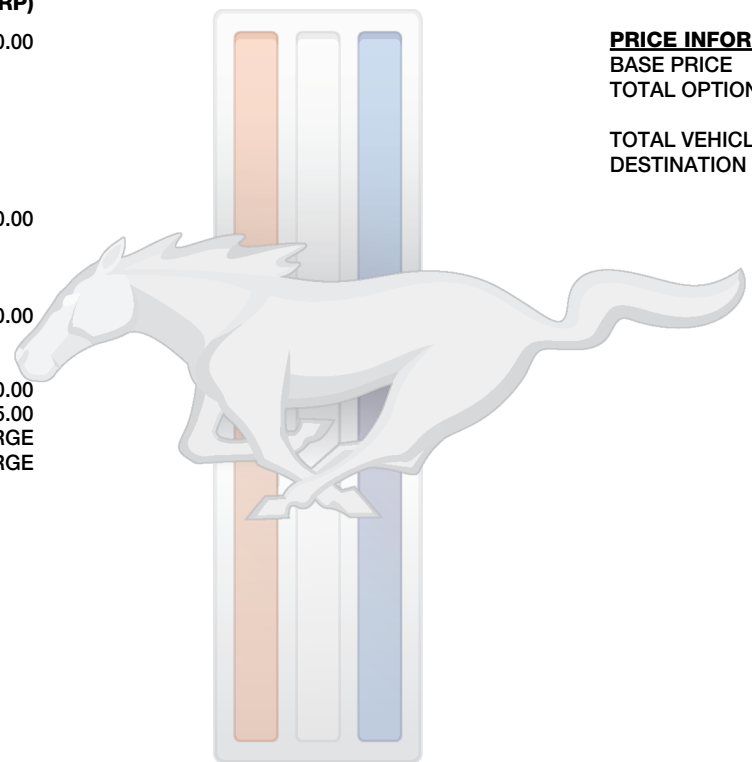 RP)
0.00
0.00
0.00
0.00
5.00
RGE
RGE
PRICE INFOR
BASE PRICE
TOTAL OPTION
TOTAL VEHICL
DESTINATION